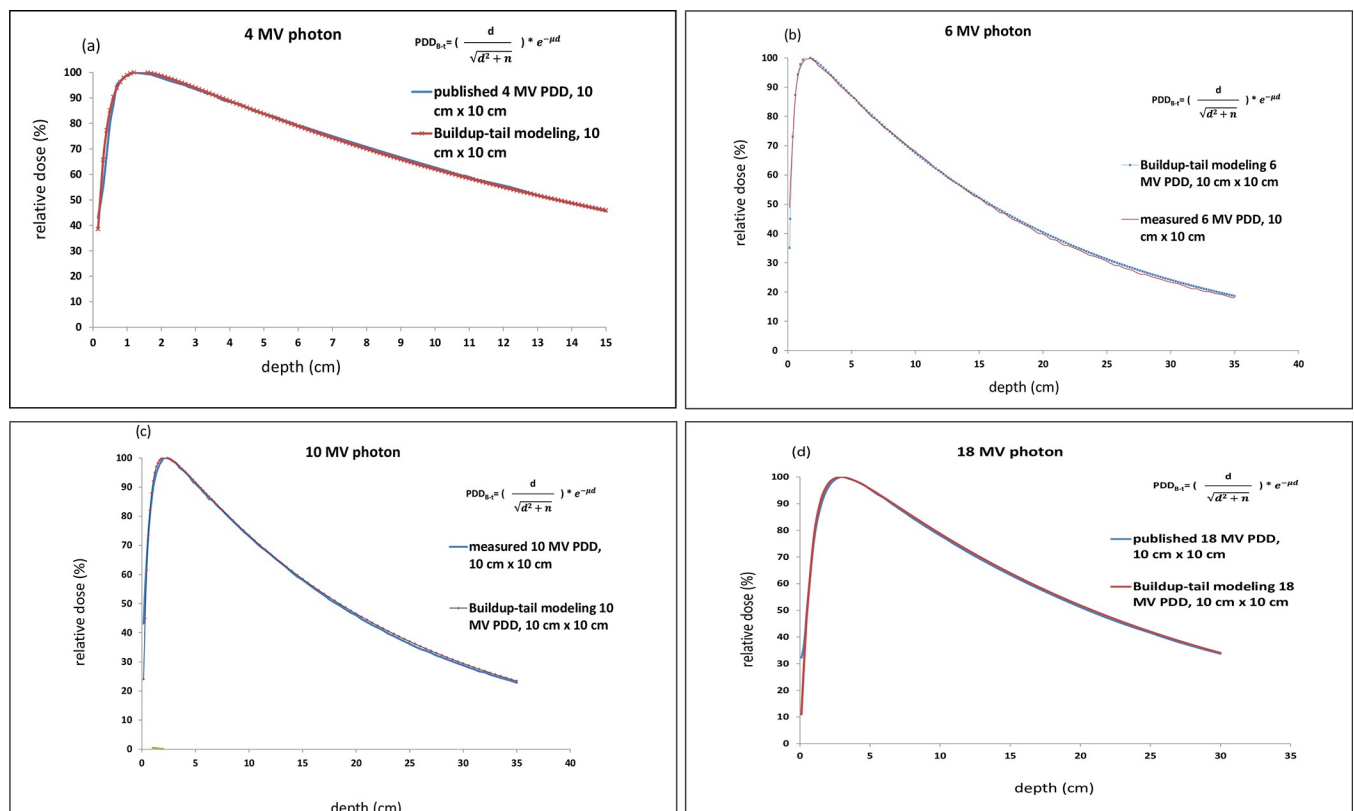 (a)
4 MV photon
PDD_B-t = ( d / √(d² + n) ) * e^−μd
published 4 MV PDD, 10
cm x 10 cm
Buildup-tail modeling, 10
cm x 10 cm
relative dose (%)
100
90
80
70
60
50
40
30
20
10
0
0 1 2 3 4 5 6 7 8 9 10 11 12 13 14 15
depth (cm)
(b)
6 MV photon
PDD_B-t = ( d / √(d² + n) ) * e^−μd
Buildup-tail modeling 6
MV PDD, 10 cm x 10 cm
measured 6 MV PDD, 10
cm x 10 cm
relative dose (%)
100
90
80
70
60
50
40
30
20
10
0
0 5 10 15 20 25 30 35 40
depth (cm)
(c)
10 MV photon
PDD_B-t = ( d / √(d² + n) ) * e^−μd
measured 10 MV PDD,
10 cm x 10 cm
Buildup-tail modeling 10
MV PDD, 10 cm x 10 cm
relative dose (%)
100
90
80
70
60
50
40
30
20
10
0
0 5 10 15 20 25 30 35 40
depth (cm)
(d)
18 MV photon
PDD_B-t = ( d / √(d² + n) ) * e^−μd
published 18 MV PDD,
10 cm x 10 cm
Buildup-tail modeling 18
MV PDD, 10 cm x 10 cm
relative dose (%)
100
90
80
70
60
50
40
30
20
10
0
0 5 10 15 20 25 30 35
depth (cm)